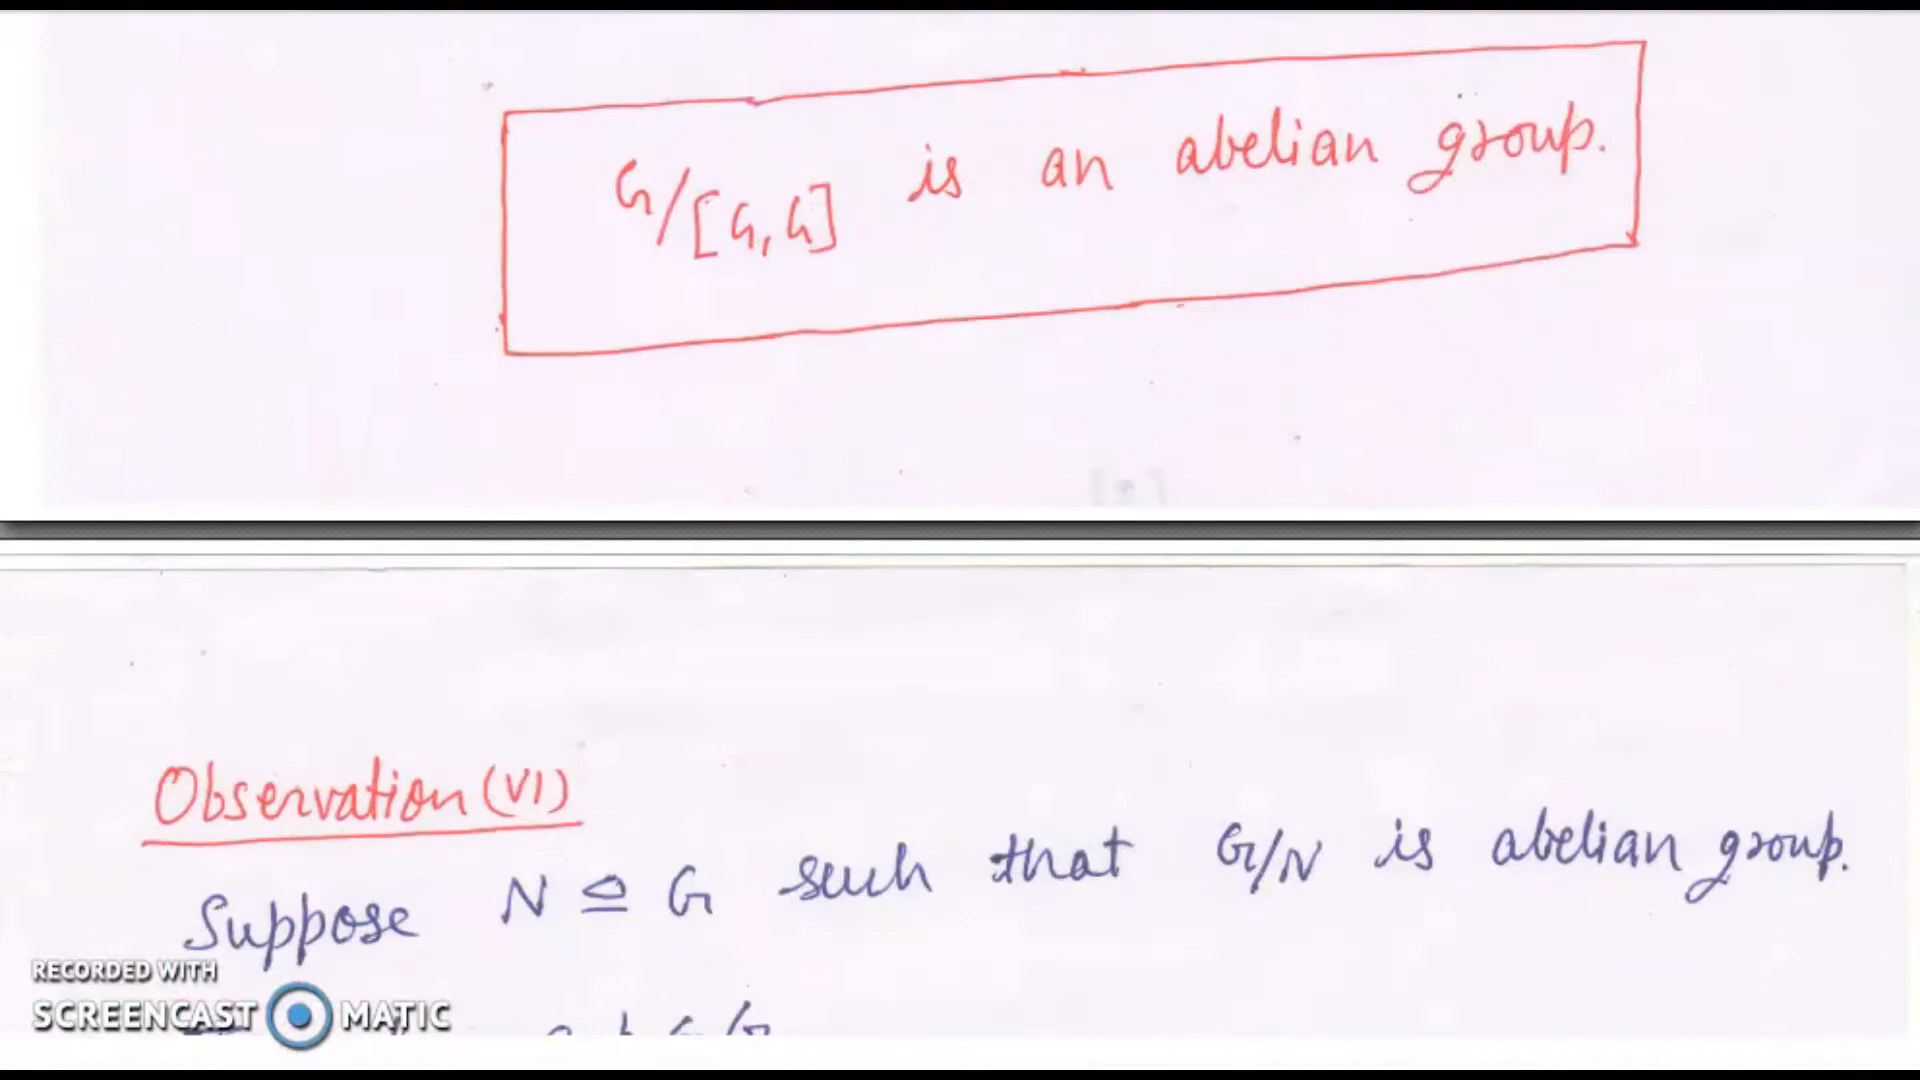 G/[G,G] is an abelian group.
Observation (VI)
Suppose N ⊴ G such that G/N is abelian group.
RECORDED WITH
SCREENCAST MATIC